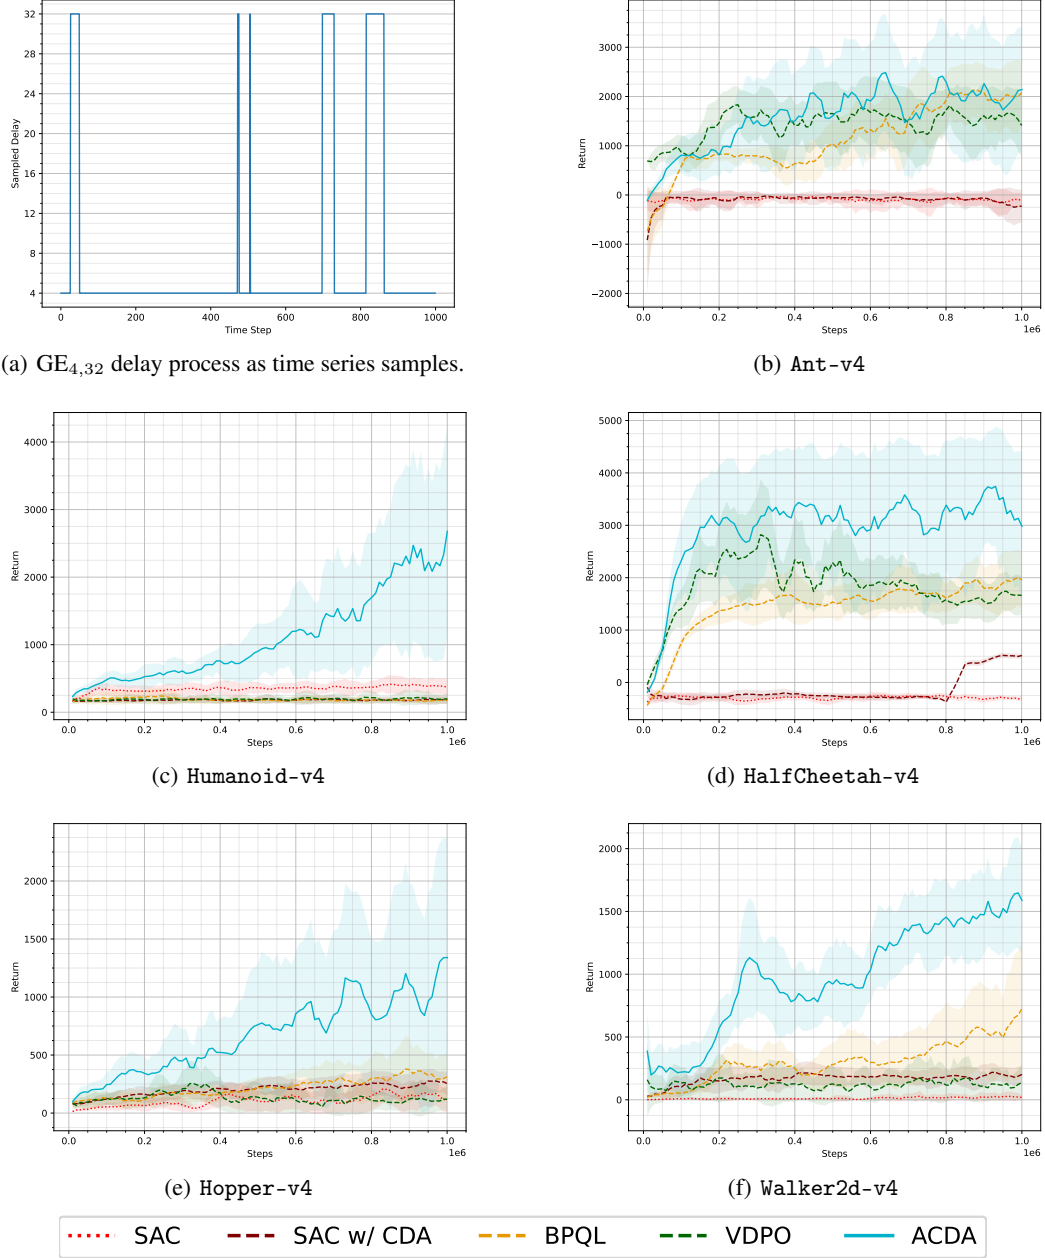 32
28
24
20
16
12
8
4
Sampled Delay
0 200 400 600 800 1000
Time Step
(a) GE4,32 delay process as time series samples.
3000
2000
1000
0
−1000
−2000
Return
0.0 0.2 0.4 0.6 0.8 1.0
Steps
1e6
(b) Ant-v4
4000
3000
2000
1000
0
Return
0.0 0.2 0.4 0.6 0.8 1.0
Steps
1e6
(c) Humanoid-v4
5000
4000
3000
2000
1000
0
Return
0.0 0.2 0.4 0.6 0.8 1.0
Steps
1e6
(d) HalfCheetah-v4
2000
1500
1000
500
0
Return
0.0 0.2 0.4 0.6 0.8 1.0
Steps
1e6
(e) Hopper-v4
2000
1500
1000
500
0
Return
0.0 0.2 0.4 0.6 0.8 1.0
Steps
1e6
(f) Walker2d-v4
SAC SAC w/ CDA BPQL VDPO ACDA